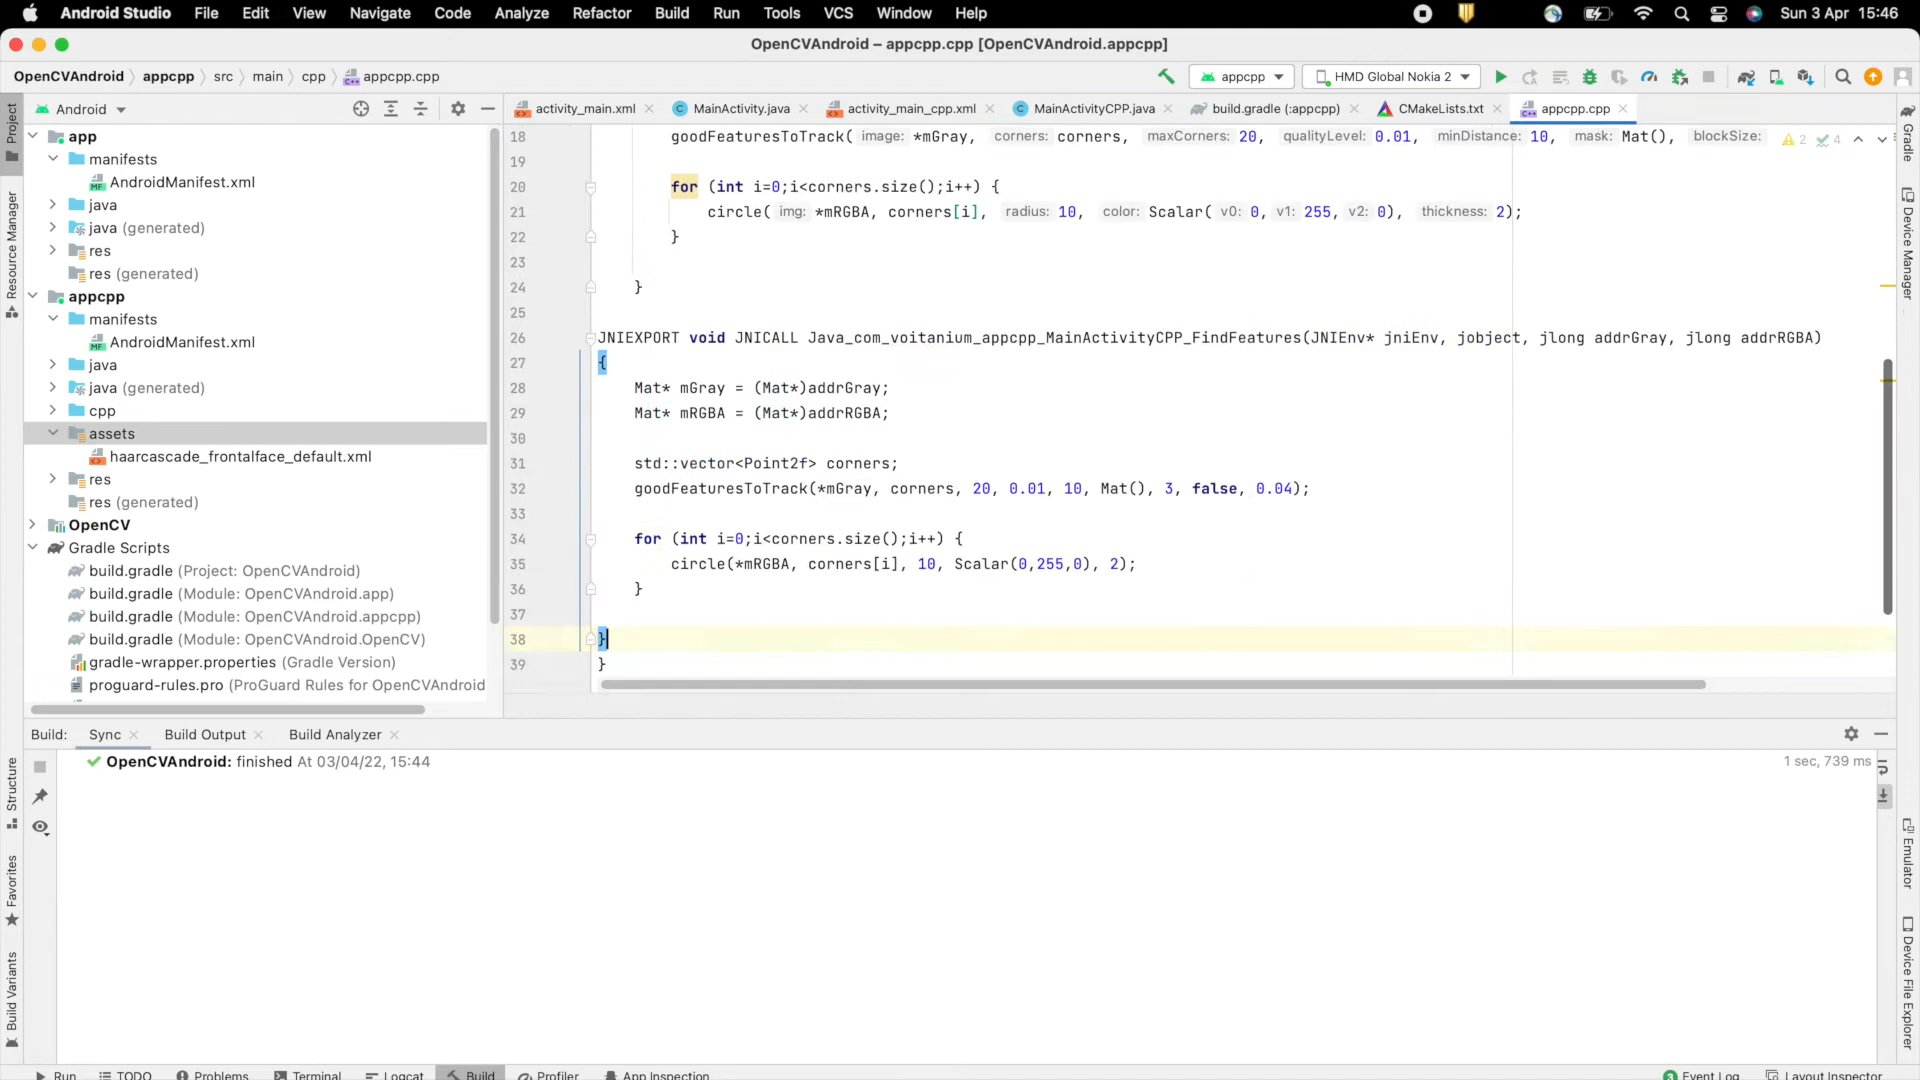 Android Studio File Edit View Navigate Code Analyze Refactor Build Run Tools VCS Window Help Sun 3 Apr 15:46
OpenCVAndroid – appcpp.cpp [OpenCVAndroid.appcpp]
OpenCVAndroid appcpp src main cpp appcpp.cpp appcpp HMD Global Nokia 2
Android
activity_main.xml MainActivity.java activity_main_cpp.xml MainActivityCPP.java build.gradle (:appcpp) CMakeLists.txt appcpp.cpp
Project
Resource Manager
Structure
Favorites
Build Variants
app
manifests
AndroidManifest.xml
java
java (generated)
res
res (generated)
appcpp
manifests
AndroidManifest.xml
java
java (generated)
cpp
assets
haarcascade_frontalface_default.xml
res
res (generated)
OpenCV
Gradle Scripts
build.gradle (Project: OpenCVAndroid)
build.gradle (Module: OpenCVAndroid.app)
build.gradle (Module: OpenCVAndroid.appcpp)
build.gradle (Module: OpenCVAndroid.OpenCV)
gradle-wrapper.properties (Gradle Version)
proguard-rules.pro (ProGuard Rules for OpenCVAndroid
18 goodFeaturesToTrack( image: *mGray, corners: corners, maxCorners: 20, qualityLevel: 0.01, minDistance: 10, mask: Mat(), blockSize: 2 4
19
20 for (int i=0;i<corners.size();i++) {
21 circle( img: *mRGBA, corners[i], radius: 10, color: Scalar( v0: 0, v1: 255, v2: 0), thickness: 2);
22 }
23
24 }
25
26 JNIEXPORT void JNICALL Java_com_voitanium_appcpp_MainActivityCPP_FindFeatures(JNIEnv* jniEnv, jobject, jlong addrGray, jlong addrRGBA)
27 {
28 Mat* mGray = (Mat*)addrGray;
29 Mat* mRGBA = (Mat*)addrRGBA;
30
31 std::vector<Point2f> corners;
32 goodFeaturesToTrack(*mGray, corners, 20, 0.01, 10, Mat(), 3, false, 0.04);
33
34 for (int i=0;i<corners.size();i++) {
35 circle(*mRGBA, corners[i], 10, Scalar(0,255,0), 2);
36 }
37
38 }
39 }
Gradle
Device Manager
Emulator
Device File Explorer
Build: Sync Build Output Build Analyzer
OpenCVAndroid: finished At 03/04/22, 15:44 1 sec, 739 ms
Run TODO Problems Terminal Logcat Build Profiler App Inspection 3 Event Log Layout Inspector